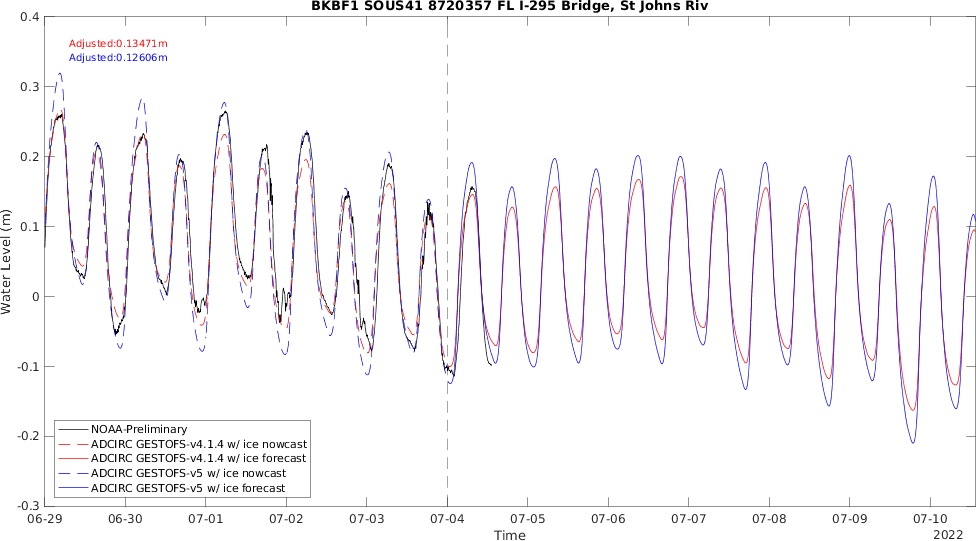 BKBF1 SOUS41 8720357 FL I-295 Bridge, St Johns Riv
Adjusted:0.13471m
Adjusted:0.12606m
0.4
0.3
0.2
0.1
0
-0.1
-0.2
-0.3
Water Level (m)
NOAA-Preliminary
ADCIRC GESTOFS-v4.1.4 w/ ice nowcast
ADCIRC GESTOFS-v4.1.4 w/ ice forecast
ADCIRC GESTOFS-v5 w/ ice nowcast
ADCIRC GESTOFS-v5 w/ ice forecast
06-29 06-30 07-01 07-02 07-03 07-04 07-05 07-06 07-07 07-08 07-09 07-10
Time
2022